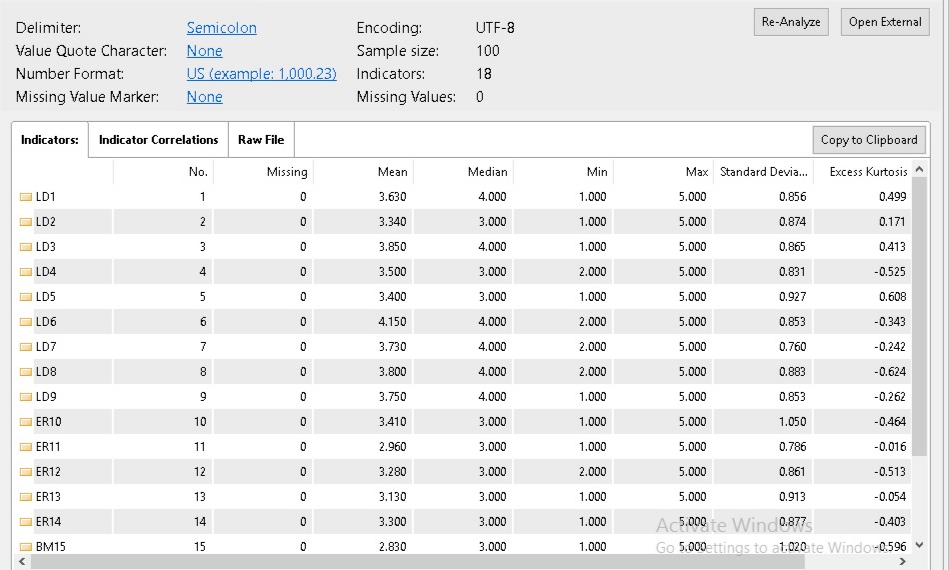 Delimiter: Semicolon Encoding: UTF-8 Re-Analyze Open External
Value Quote Character: None Sample size: 100
Number Format: US (example: 1,000.23) Indicators: 18
Missing Value Marker: None Missing Values: 0
Indicators: Indicator Correlations Raw File Copy to Clipboard
No. Missing Mean Median Min Max Standard Devia... Excess Kurtosis
LD1 1 0 3.630 4.000 1.000 5.000 0.856 0.499
LD2 2 0 3.340 3.000 1.000 5.000 0.874 0.171
LD3 3 0 3.850 4.000 1.000 5.000 0.865 0.413
LD4 4 0 3.500 3.000 2.000 5.000 0.831 -0.525
LD5 5 0 3.400 3.000 1.000 5.000 0.927 0.608
LD6 6 0 4.150 4.000 2.000 5.000 0.853 -0.343
LD7 7 0 3.730 4.000 2.000 5.000 0.760 -0.242
LD8 8 0 3.800 4.000 2.000 5.000 0.883 -0.624
LD9 9 0 3.750 4.000 1.000 5.000 0.853 -0.262
ER10 10 0 3.410 3.000 1.000 5.000 1.050 -0.464
ER11 11 0 2.960 3.000 1.000 5.000 0.786 -0.016
ER12 12 0 3.280 3.000 2.000 5.000 0.861 -0.513
ER13 13 0 3.130 3.000 1.000 5.000 0.913 -0.054
ER14 14 0 3.300 3.000 1.000 5.000 0.877 -0.403
BM15 15 0 2.830 3.000 1.000 5.000 1.020 -0.596
Activate Windows
Go to Settings to activate Windows.